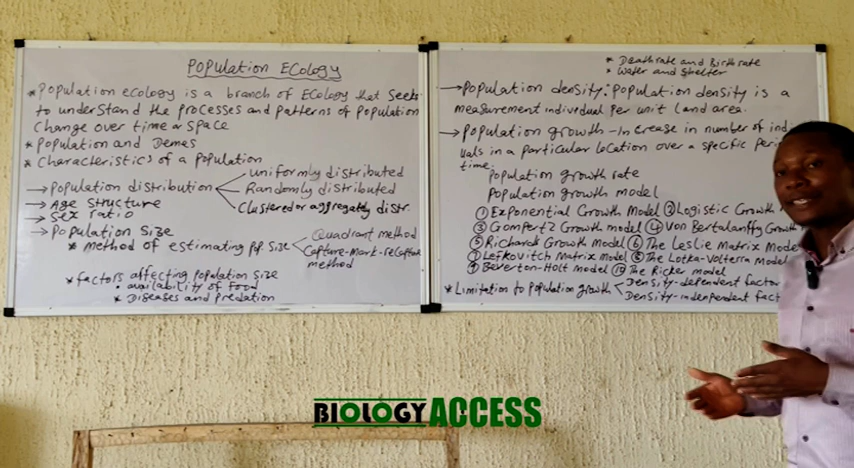 POPULATION ECOLOGY
* Population ecology is a branch of Ecology that seeks
to understand the processes and patterns of population
change over time or space
* Population and Demes
* Characteristics of a population
→ Population distribution
Uniformly distributed
Randomly distributed
Clustered or aggregately distr.
→ Age structure
→ Sex ratio
→ Population size
* method of estimating pop. size
Quadrant method
Capture-mark-recapture
method
* Factors affecting population size
• availability of food
* Diseases and predation
* Death rate and Birth rate
* Water and shelter
→ Population density: Population density is a
measurement individual per unit land area.
→ Population growth - Increase in number of
uals in a particular location over a specific
time.
Population growth rate
Population growth model
① Exponential Growth Model ② Logistic Growth
③ Gompertz Growth model ④ Von Bertalanffy Growth
⑤ Richards Growth Model ⑥ The Leslie Matrix Model
⑦ Lefkovitch Matrix model ⑧ The Lotka-Volterra Model
⑨ Beverton-Holt model ⑩ The Ricker model
* Limitation to population growth
Density-dependent factor
Density-independent fact
BIOLOGY ACCESS